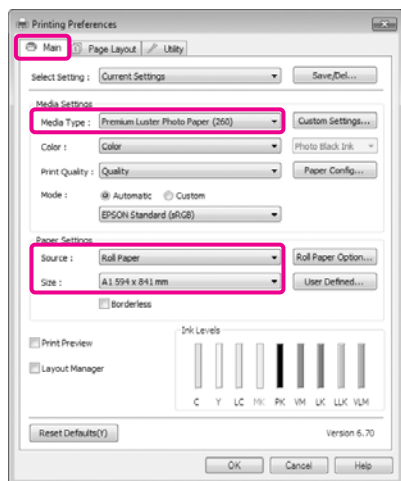 Printing Preferences
Main Page Layout Utility
Select Setting : Current Settings Save/Del...
Media Settings
Media Type : Premium Luster Photo Paper (260) Custom Settings...
Color : Color Photo Black Ink
Print Quality : Quality Paper Config...
Mode : Automatic Custom
EPSON Standard (sRGB)
Paper Settings
Source : Roll Paper Roll Paper Option...
Size : A1 594 x 841 mm User Defined...
Borderless
Ink Levels
Print Preview
Layout Manager
C Y LC MK PK VM LK LLK VLM
Reset Defaults(Y) Version 6.70
OK Cancel Help